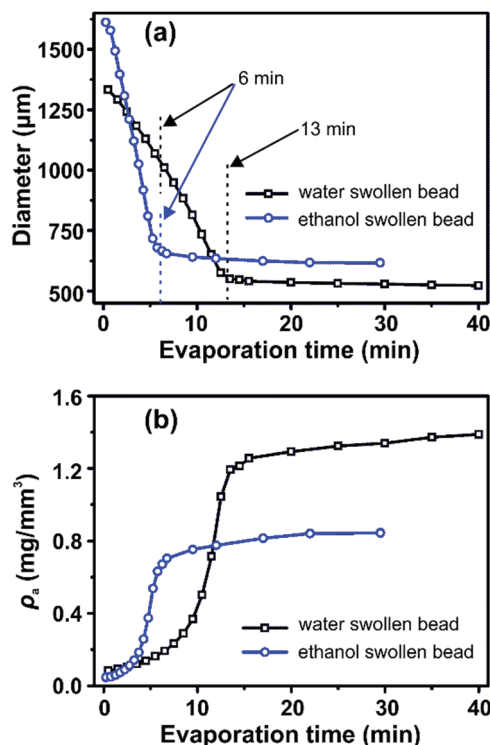 (a)
1500
1250
1000
750
500
Diameter (μm)
6 min
13 min
water swollen bead
ethanol swollen bead
0
10
20
30
40
Evaporation time (min)
(b)
1.6
1.2
0.8
0.4
0.0
ρa (mg/mm³)
water swollen bead
ethanol swollen bead
0
10
20
30
40
Evaporation time (min)